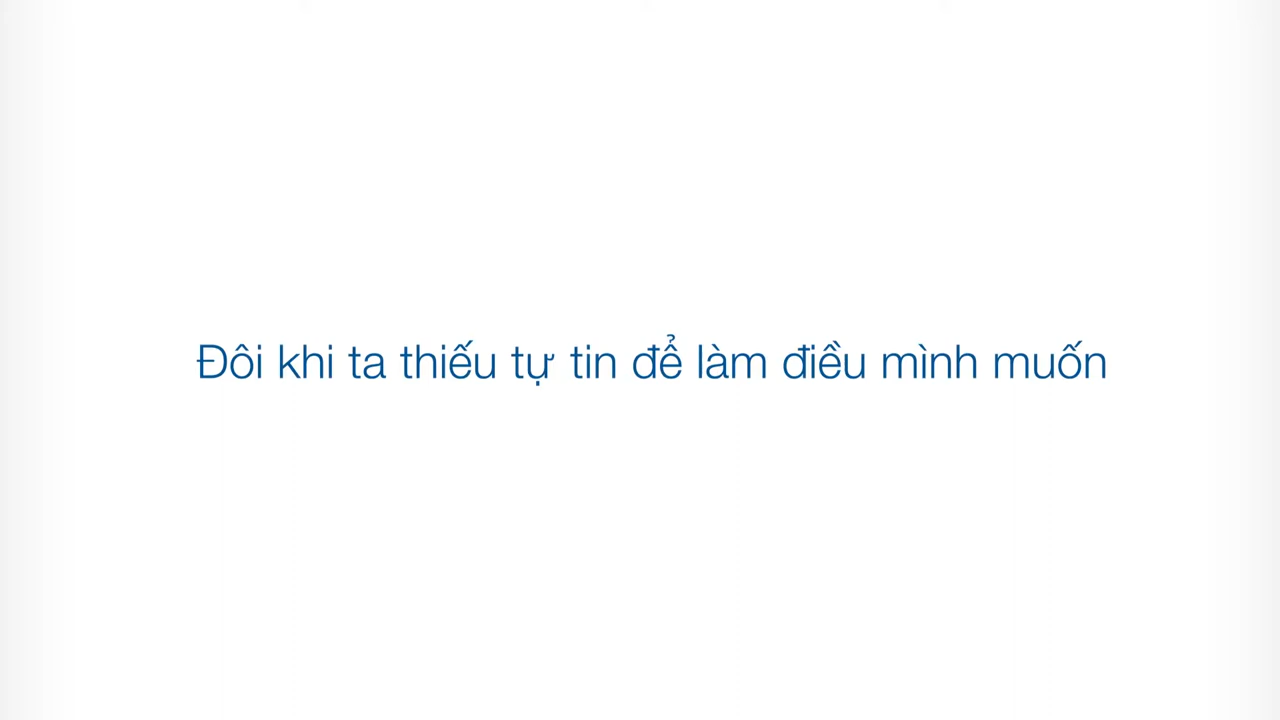 Đôi khi ta thiếu tự tin để làm điều mình muốn